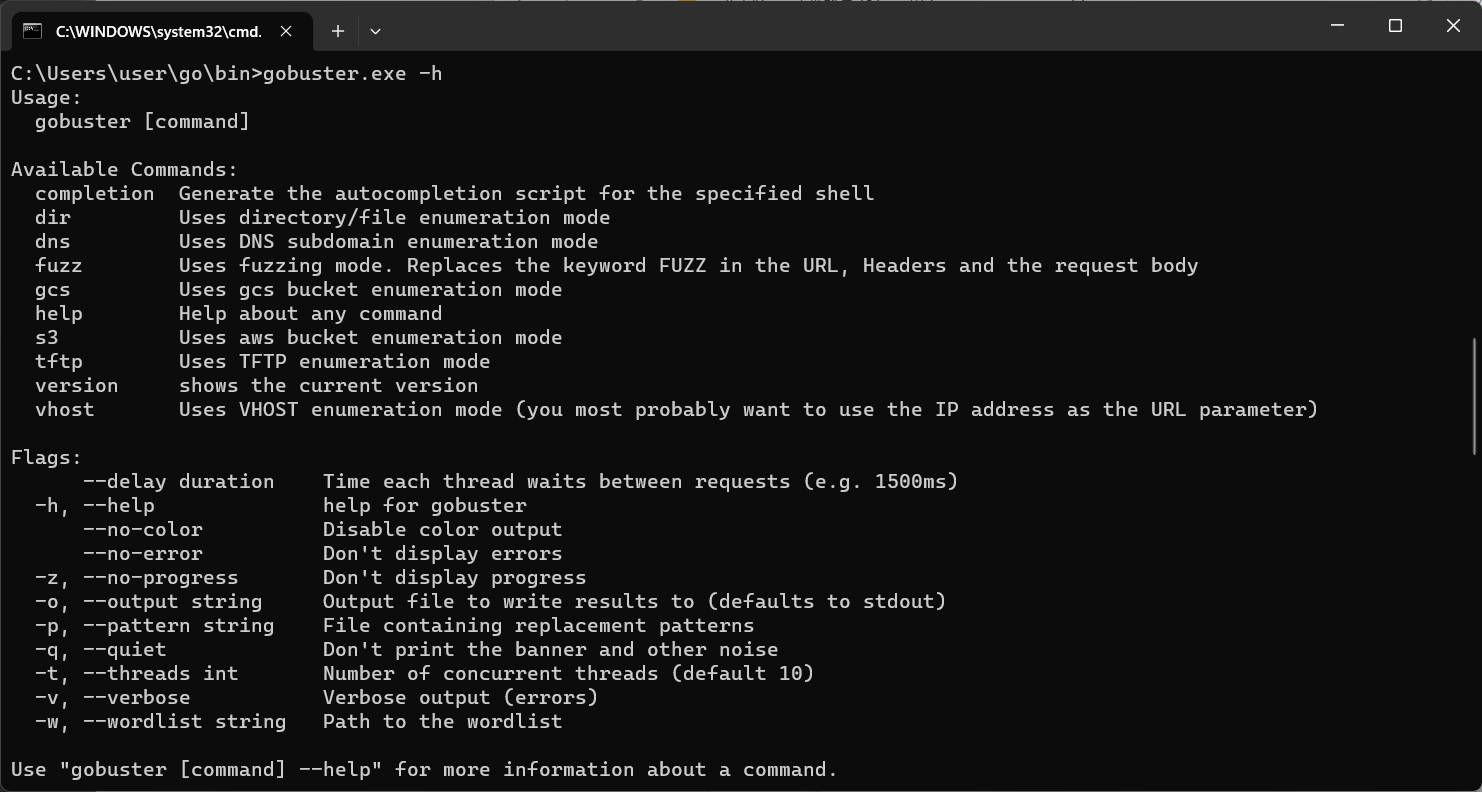 C:\WINDOWS\system32\cmd.
C:\Users\user\go\bin>gobuster.exe -h
Usage:
  gobuster [command]

Available Commands:
  completion  Generate the autocompletion script for the specified shell
  dir         Uses directory/file enumeration mode
  dns         Uses DNS subdomain enumeration mode
  fuzz        Uses fuzzing mode. Replaces the keyword FUZZ in the URL, Headers and the request body
  gcs         Uses gcs bucket enumeration mode
  help        Help about any command
  s3          Uses aws bucket enumeration mode
  tftp        Uses TFTP enumeration mode
  version     shows the current version
  vhost       Uses VHOST enumeration mode (you most probably want to use the IP address as the URL parameter)

Flags:
      --delay duration    Time each thread waits between requests (e.g. 1500ms)
  -h, --help              help for gobuster
      --no-color          Disable color output
      --no-error          Don't display errors
  -z, --no-progress       Don't display progress
  -o, --output string     Output file to write results to (defaults to stdout)
  -p, --pattern string    File containing replacement patterns
  -q, --quiet             Don't print the banner and other noise
  -t, --threads int       Number of concurrent threads (default 10)
  -v, --verbose           Verbose output (errors)
  -w, --wordlist string   Path to the wordlist

Use "gobuster [command] --help" for more information about a command.